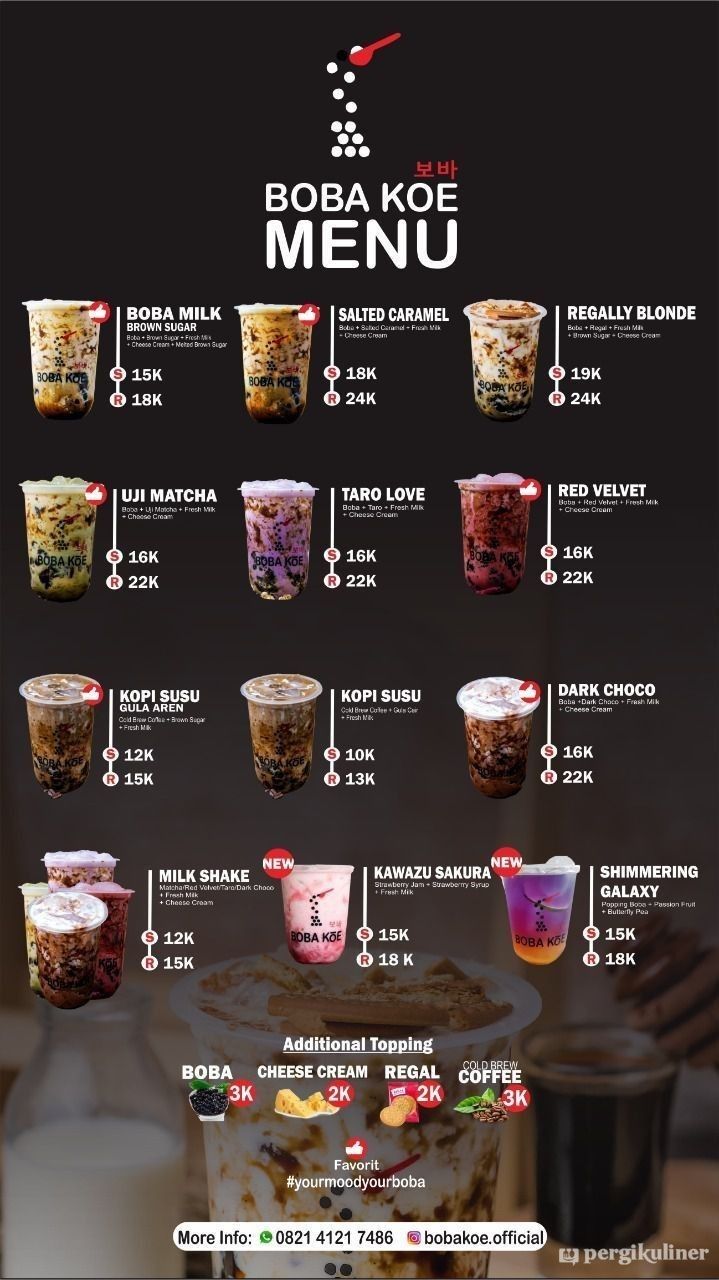 보바
BOBA KOE
MENU
BOBA MILK
BROWN SUGAR
Boba + Brown Sugar + Fresh Milk
+ Cheese Cream + Melted Brown Sugar
S 15K
R 18K
SALTED CARAMEL
Boba + Salted Caramel + Fresh Milk
+ Cheese Cream
S 18K
R 24K
REGALLY BLONDE
Boba + Regal + Fresh Milk
+ Brown Sugar + Cheese Cream
S 19K
R 24K
UJI MATCHA
Boba + Uji Matcha + Fresh Milk
+ Cheese Cream
S 16K
R 22K
TARO LOVE
Boba + Taro + Fresh Milk
+ Cheese Cream
S 16K
R 22K
RED VELVET
Boba + Red Velvet + Fresh Milk
+ Cheese Cream
S 16K
R 22K
KOPI SUSU
GULA AREN
Cold Brew Coffee + Brown Sugar
+ Fresh Milk
S 12K
R 15K
KOPI SUSU
Cold Brew Coffee + Gula Cair
+ Fresh Milk
S 10K
R 13K
DARK CHOCO
Boba +Dark Choco + Fresh Milk
+ Cheese Cream
S 16K
R 22K
MILK SHAKE
Matcha/Red Velvet/Taro/Dark Choco
+ Fresh Milk
+ Cheese Cream
S 12K
R 15K
NEW
KAWAZU SAKURA
Strawberry Jam + Strawberry Syrup
+ Fresh Milk
S 15K
R 18 K
NEW
SHIMMERING
GALAXY
Popping Boba + Passion Fruit
+ Butterfly Pea
S 15K
R 18K
Additional Topping
BOBA
3K
CHEESE CREAM
2K
REGAL
2K
COLD BREW
COFFEE
3K
Favorit
#yourmoodyourboba
More Info: 0821 4121 7486 bobakoe.official
pergikuliner